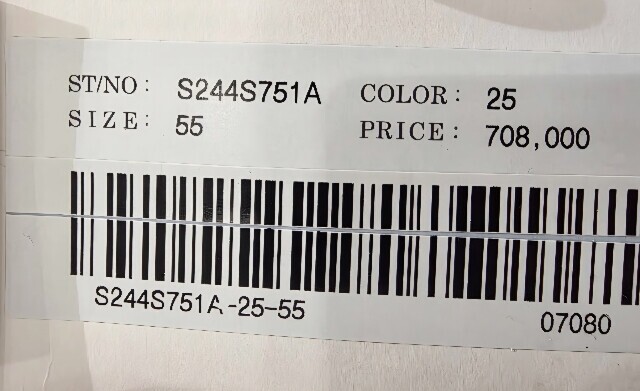 ST/NO : S244S751A COLOR : 25
SIZE : 55 PRICE : 708,000
S244S751A-25-55 07080